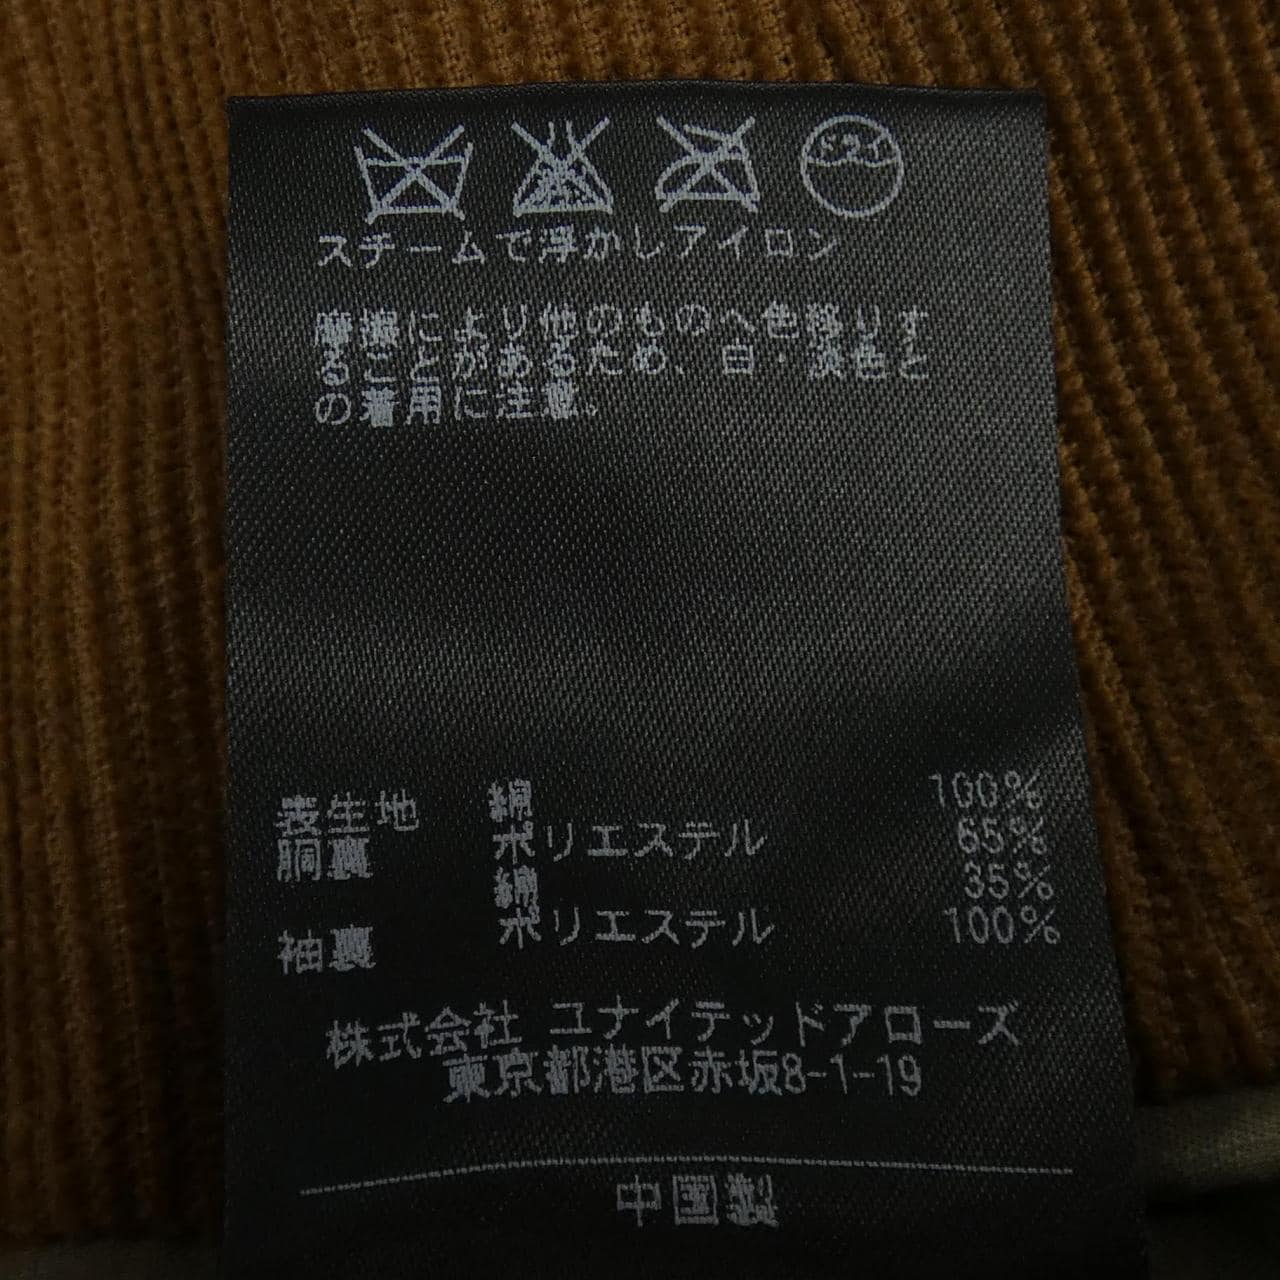 スチームで浮かしアイロン
摩擦により他のものへ色移りす
ることがあるため、白・淡色と
の着用に注意。
表生地 綿 100%
胴裏 ポリエステル 65%
綿 35%
袖裏 ポリエステル 100%
株式会社 ユナイテッドアローズ
東京都港区赤坂8-1-19
中国製